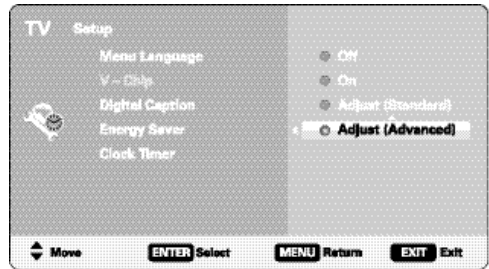 TV Setup
Menu Language
Off
V - Chip
On
Digital Caption
Adjust (Standard)
Energy Saver
Adjust (Advanced)
Clock Timer
Move ENTER Select MENU Return EXIT Exit